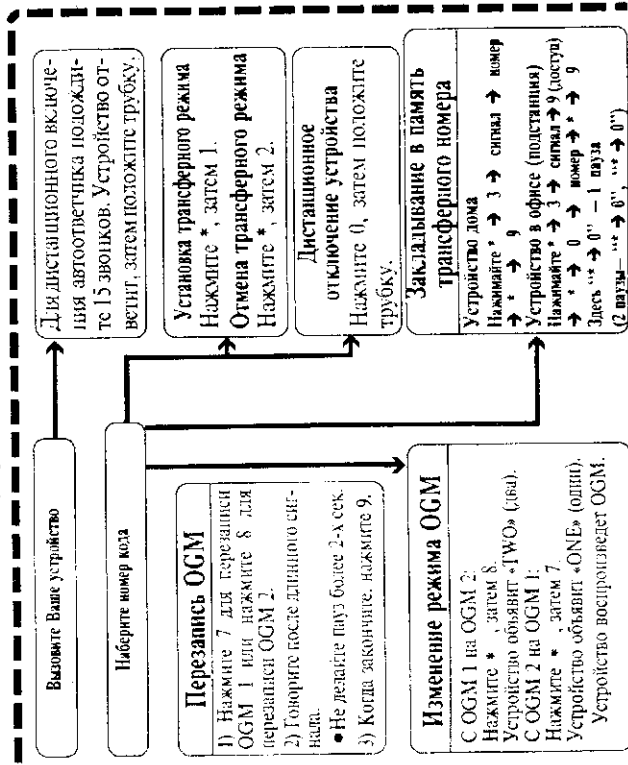 Вызовите Ваше устройство
Для дистанционного включе-
ния автоответчика подожди-
те 15 звонков. Устройство от-
ветит, затем положите трубку.
Наберите номер кода
Установка трансферного режима
Нажмите *, затем 1.
Отмена трансферного режима
Нажмите *, затем 2.
Дистанционное
отключение устройства
Нажмите 0, затем положите
трубку.
Закладывание в память
трансферного номера
Устройство дома
Нажимайте * → 3 → сигнал → номер
→ * → 9
Устройство в офисе (подстанция)
Нажимайте * → 3 → сигнал → 9 (доступ)
→ * → 0 → номер → * → 9
Здесь "* → 0" — 1 пауза
(2 паузы— "* → 0", "* → 0")
Перезапись OGM
1) Нажмите 7 для перезаписи
OGM 1 или нажмите 8 для
перезаписи OGM 2.
2) Говорите после длинного сиг-
нала.
• Не делайте пауз более 2-х сек.
3) Когда закончите, нажмите 9.
Изменение режима OGM
С OGM 1 на OGM 2:
Нажмите * , затем 8.
Устройство объявит «TWO» (два).
С OGM 2 на OGM 1:
Нажмите * , затем 7.
Устройство объявит «ONE» (один).
Устройство воспроизведет OGM.